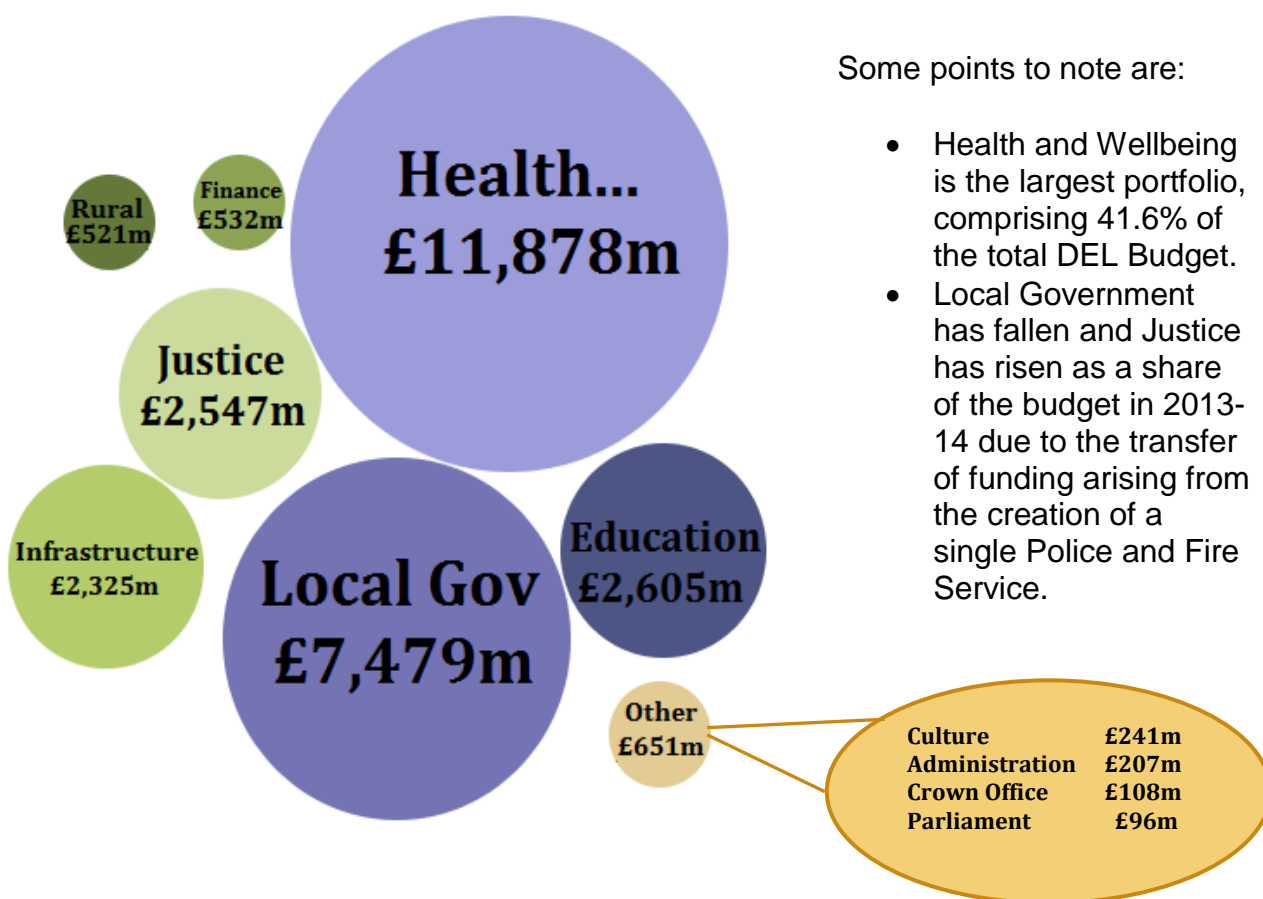 Some points to note are:
• Health and Wellbeing
is the largest portfolio,
comprising 41.6% of
the total DEL Budget.
• Local Government
has fallen and Justice
has risen as a share
of the budget in 2013-
14 due to the transfer
of funding arising from
the creation of a
single Police and Fire
Service.
Health...
£11,878m
Finance
£532m
Rural
£521m
Justice
£2,547m
Infrastructure
£2,325m
Local Gov
£7,479m
Education
£2,605m
Other
£651m
Culture £241m
Administration £207m
Crown Office £108m
Parliament £96m